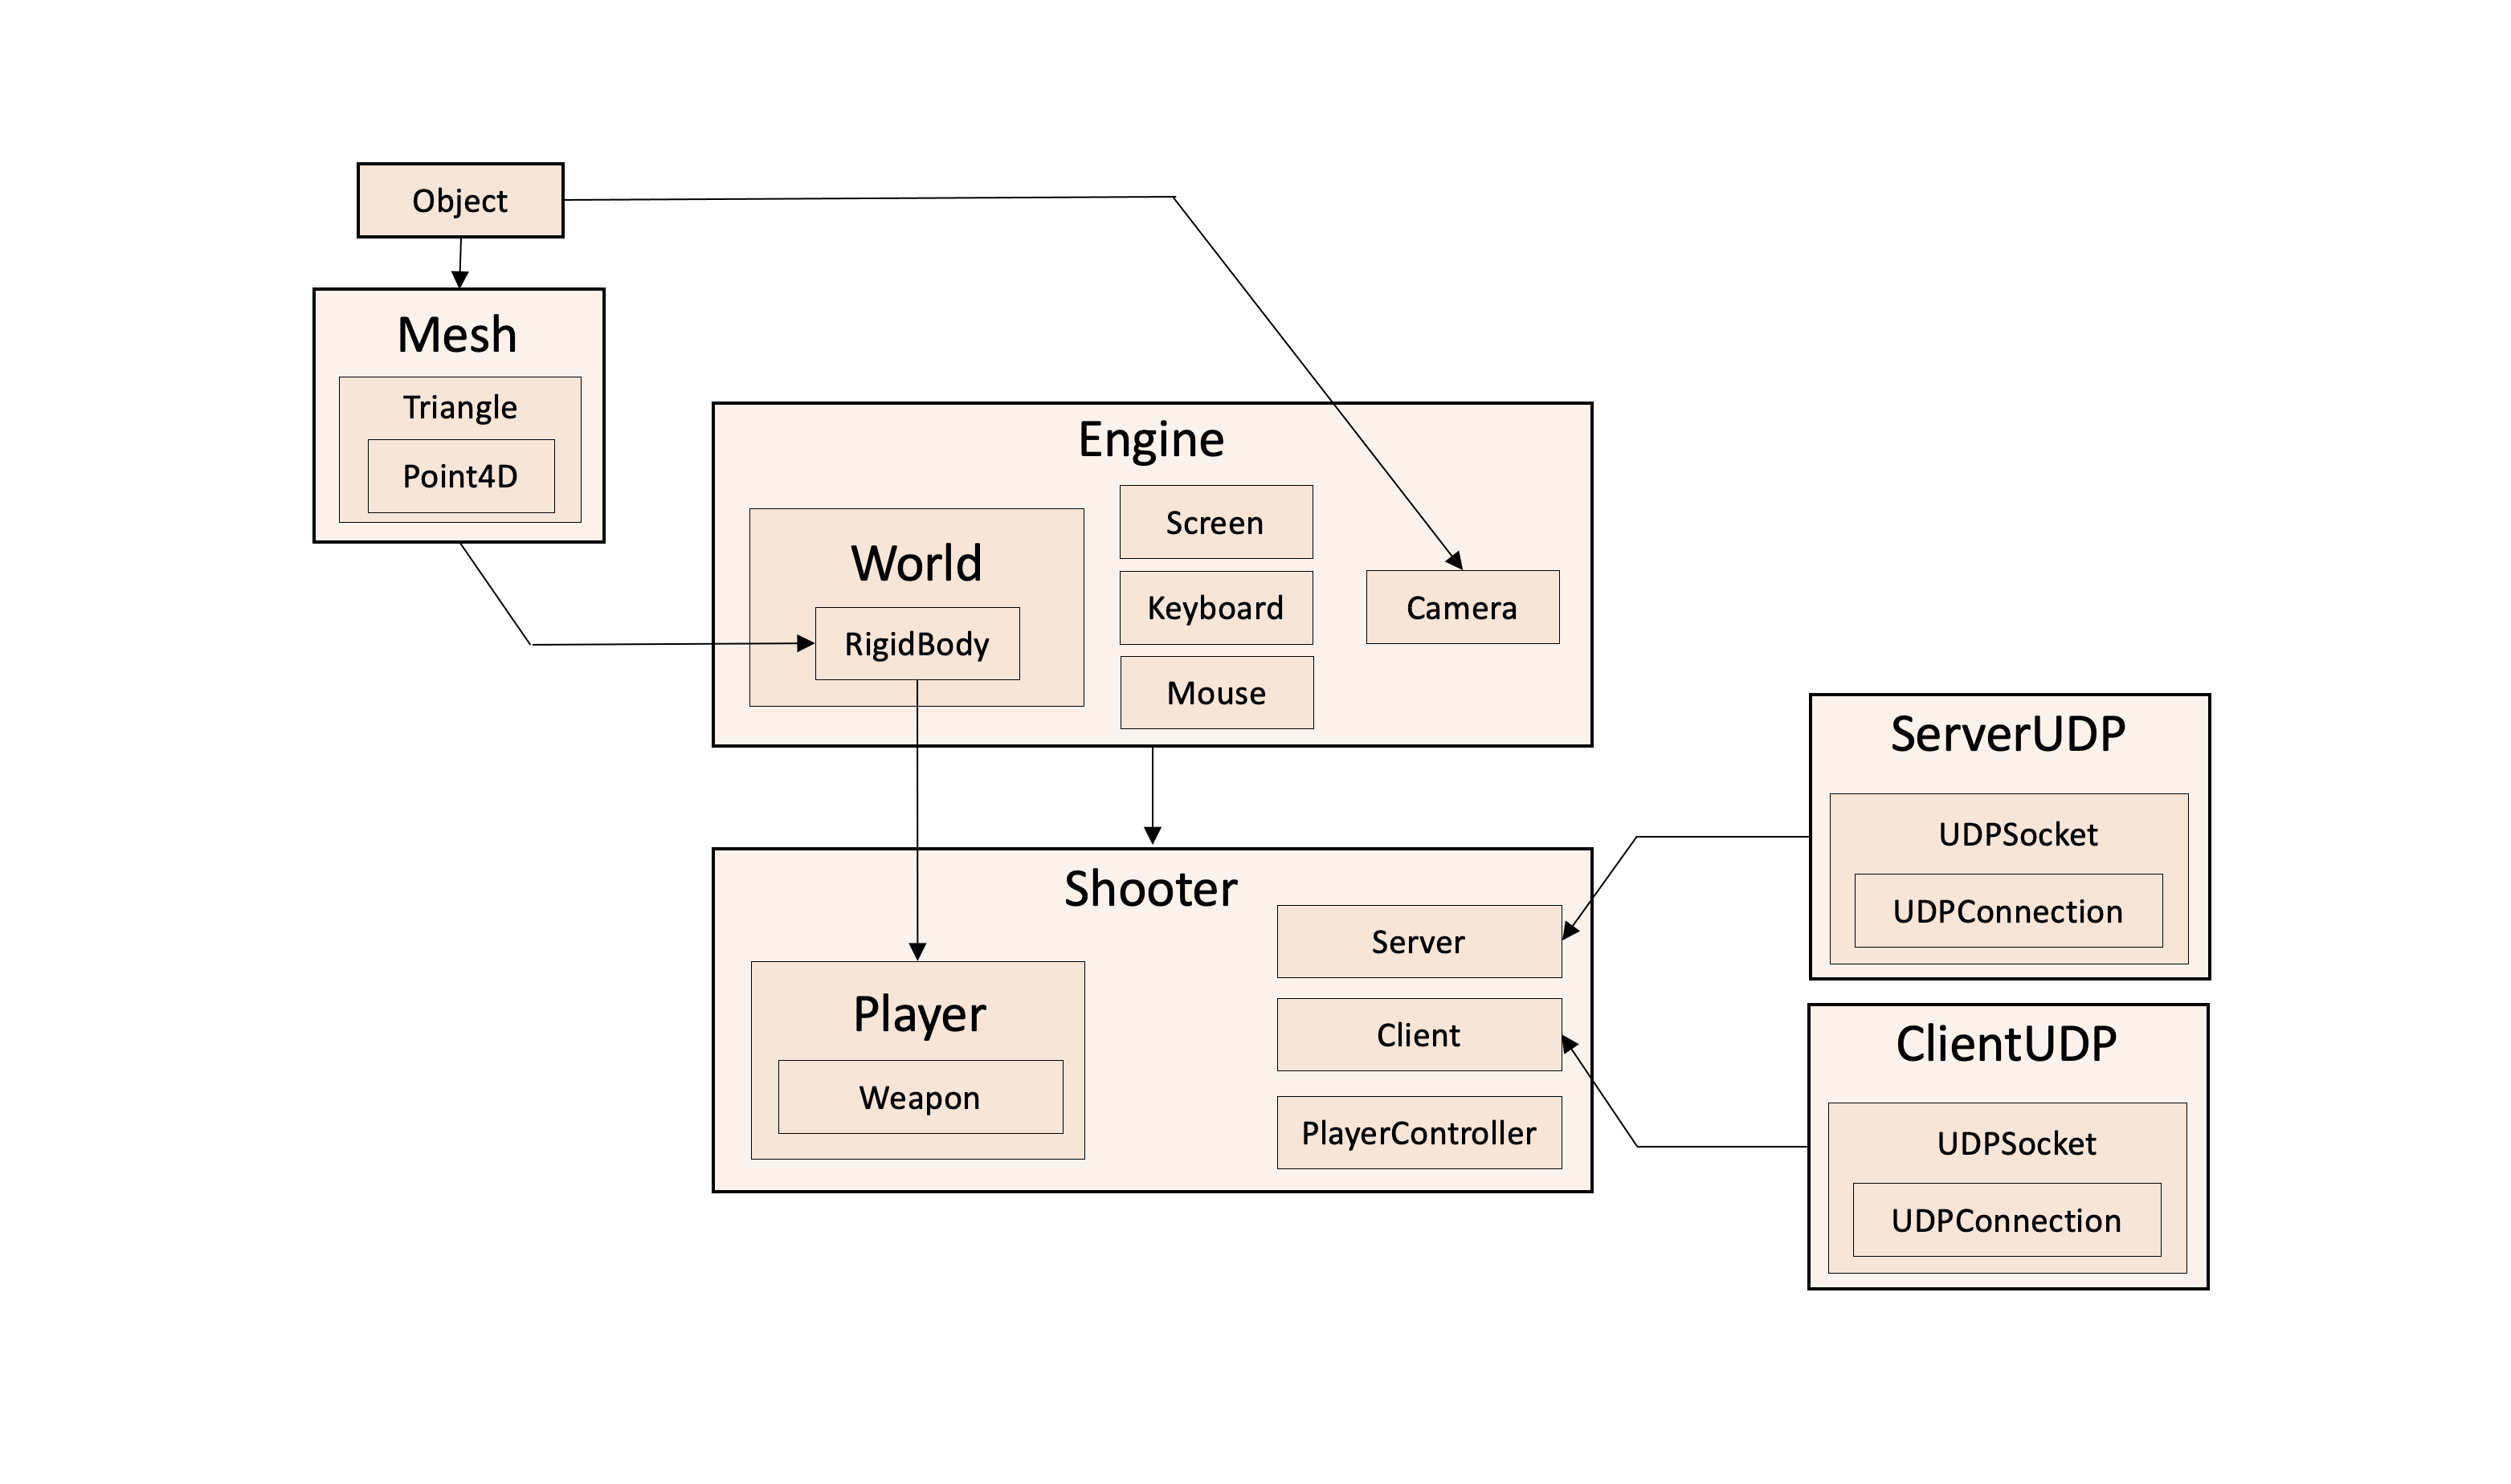 Object
Mesh
Triangle
Point4D
Engine
World
RigidBody
Screen
Keyboard
Mouse
Camera
Shooter
Player
Weapon
Server
Client
PlayerController
ServerUDP
UDPSocket
UDPConnection
ClientUDP
UDPSocket
UDPConnection